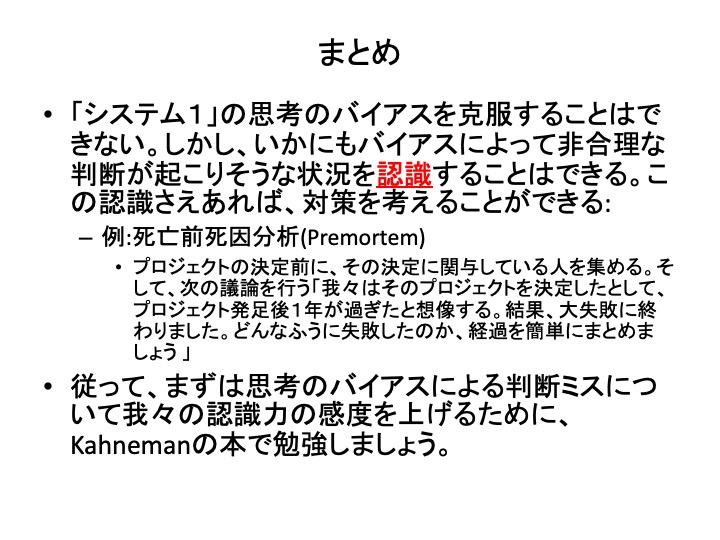 まとめ
• 「システム１」の思考のバイアスを克服することはで
きない。しかし、いかにもバイアスによって非合理な
判断が起こりそうな状況を認識することはできる。こ
の認識さえあれば、対策を考えることができる:
– 例:死亡前死因分析(Premortem)
• プロジェクトの決定前に、その決定に関与している人を集める。そ
して、次の議論を行う「我々はそのプロジェクトを決定したとして、
プロジェクト発足後１年が過ぎたと想像する。結果、大失敗に終
わりました。どんなふうに失敗したのか、経過を簡単にまとめま
しょう」
• 従って、まずは思考のバイアスによる判断ミスにつ
いて我々の認識力の感度を上げるために、
Kahnemanの本で勉強しましょう。